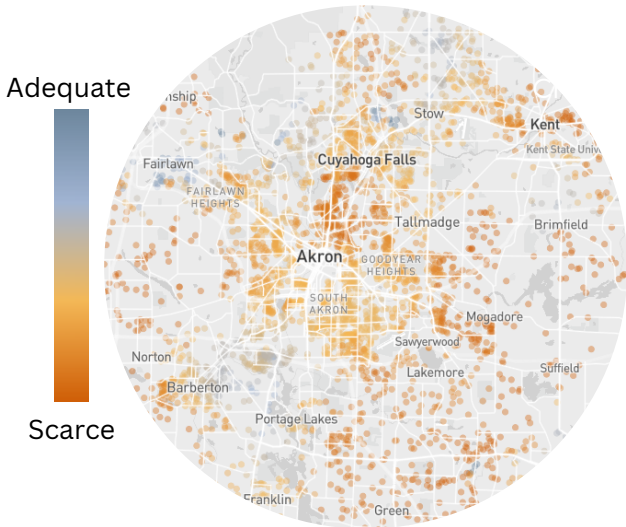 Adequate
Scarce
nship
Stow
Kent
Kent State Univ
Cuyahoga Falls
Fairlawn
FAIRLAWN
HEIGHTS
Tallmadge
Brimfield
Akron
GOODYEAR
HEIGHTS
SOUTH
AKRON
Mogadore
Sawyerwood
Norton
Lakemore
Suffield
Barberton
Portage Lakes
Franklin
Green